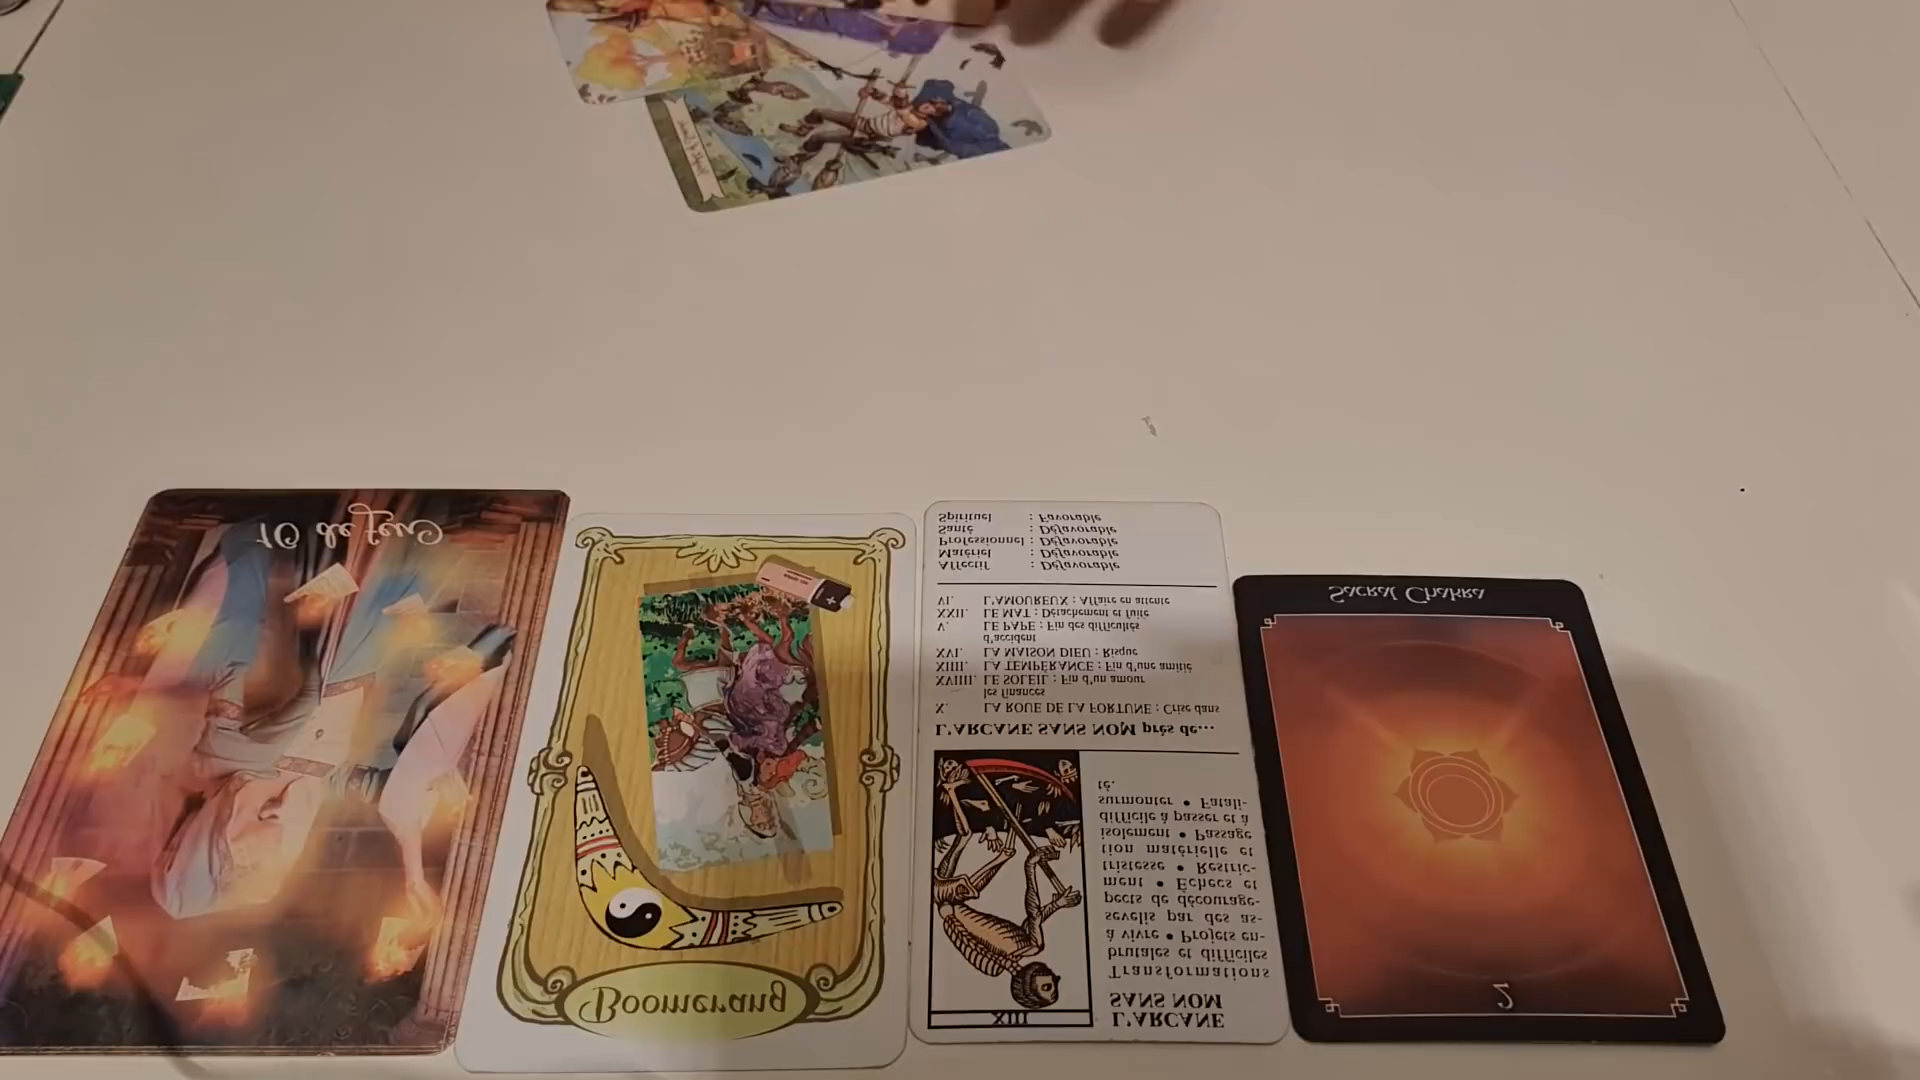 10 de feu
Boomerang
XIII
L'ARCANE
SANS NOM
Transformations
brutales et difficiles
à vivre • Projets en-
sevelis par des as-
pects de décourage-
ment • Échecs et
tristesse • Restric-
tion matérielle et
isolement • Passage
difficile à passer et à
surmonter • Fatali-
té.
L'ARCANE SANS NOM près de...
X. LA ROUE DE LA FORTUNE : Crise dans
les finances
XVIIII. LE SOLEIL : Fin d'un amour
XIIII. LA TEMPÉRANCE : Fin d'une amitié
XVI. LA MAISON DIEU : Risque
d'accident
V. LE PAPE : Fin des difficultés
XXII. LE MAT : Détachement et fuite
VI. L'AMOUREUX : Affaire en attente
Affectif : Défavorable
Matériel : Défavorable
Professionnel : Défavorable
Santé : Défavorable
Spirituel : Favorable
2
Sacral Chakra